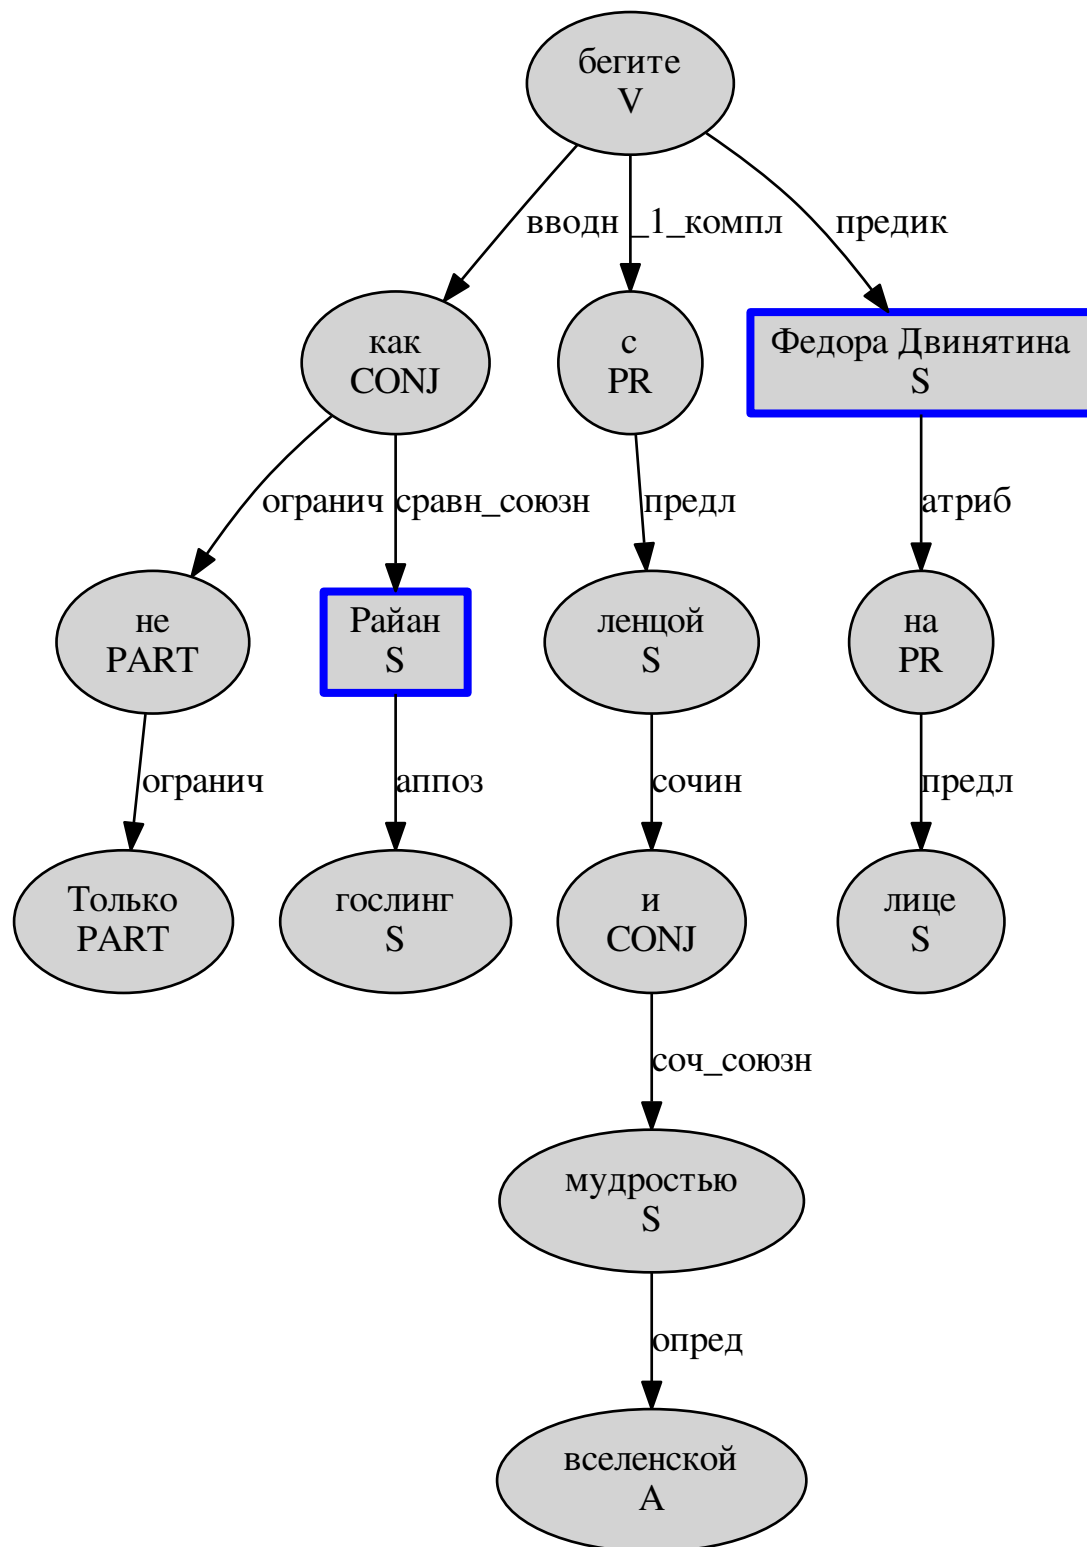 бегите
V
вводн
_1_компл
предик
как
CONJ
с
PR
Федора Двинятина
S
огранич
сравн_союзн
предл
атриб
не
PART
Райан
S
ленцой
S
на
PR
огранич
аппоз
сочин
предл
Только
PART
гослинг
S
и
CONJ
лице
S
соч_союзн
мудростью
S
опред
вселенской
A